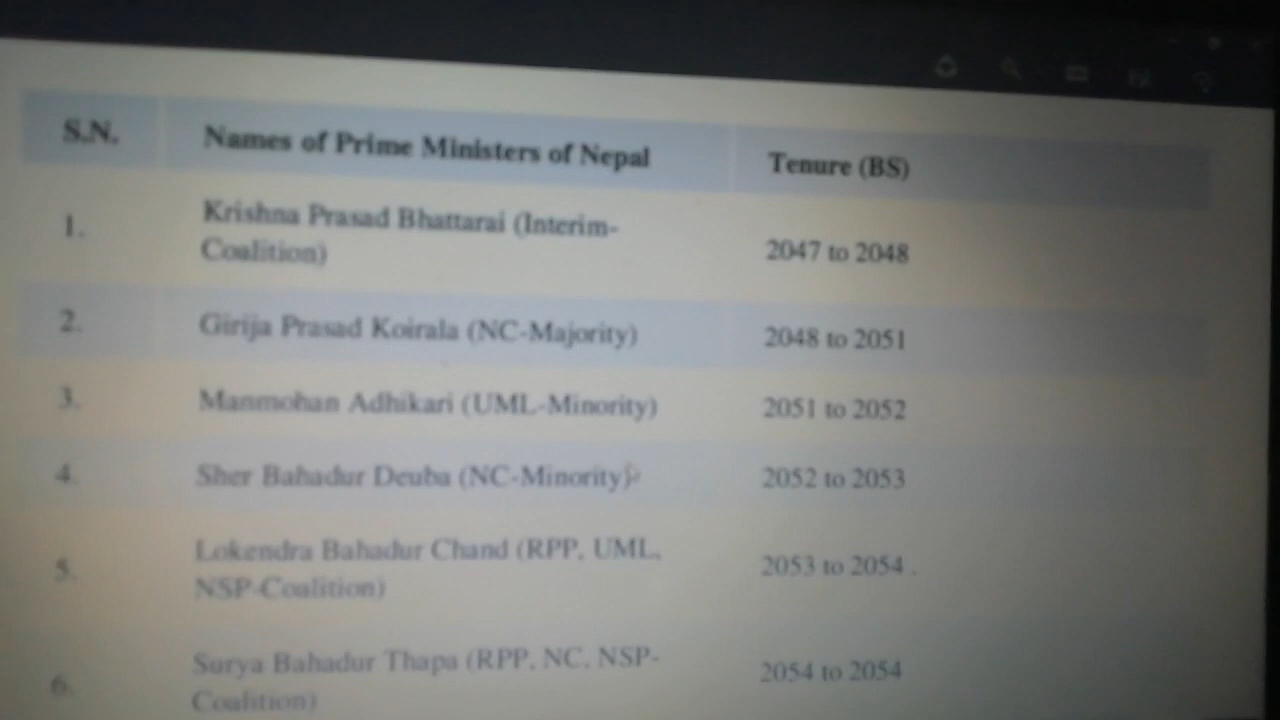 S.N. Names of Prime Ministers of Nepal Tenure (BS)
1. Krishna Prasad Bhattarai (Interim-
Coalition) 2047 to 2048
2. Girija Prasad Koirala (NC-Majority) 2048 to 2051
3. Manmohan Adhikari (UML-Minority) 2051 to 2052
4. Sher Bahadur Deuba (NC-Minority) 2052 to 2053
5. Lokendra Bahadur Chand (RPP, UML,
NSP-Coalition) 2053 to 2054 .
6. Surya Bahadur Thapa (RPP, NC, NSP-
Coalition) 2054 to 2054